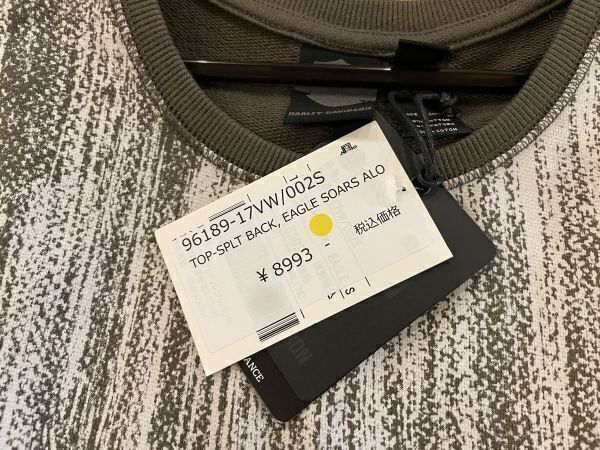 HARLEY-DAVIDSON
96189-17VW/002S
TOP-SPLT BACK, EAGLE SOARS ALO
¥ 8993 -
税込価格